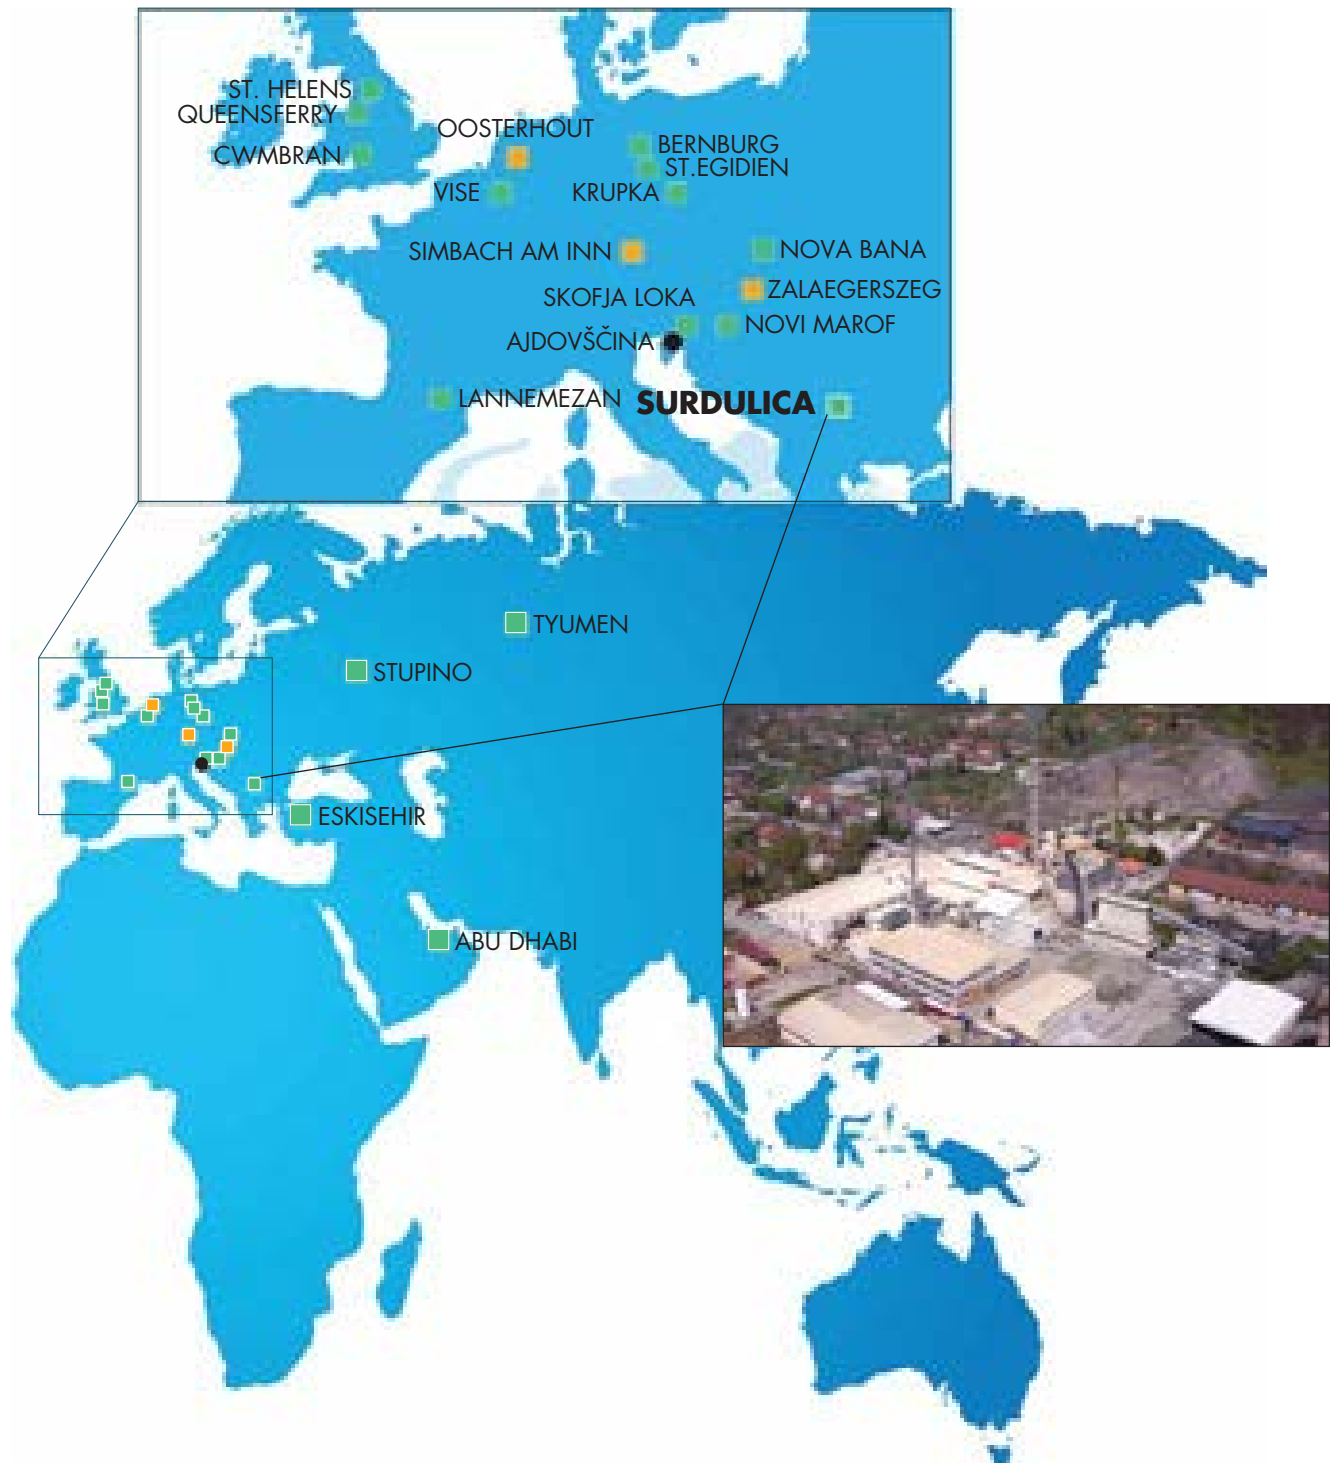 ST. HELENS
QUEENSFERRY
OOSTERHOUT
BERNBURG
CWMBRAN
ST.EGIDIEN
VISE
KRUPKA
SIMBACH AM INN
NOVA BANA
ZALAEGERSZEG
SKOFJA LOKA
NOVI MAROF
AJDOVŠČINA
LANNEMEZAN
SURDULICA
TYUMEN
STUPINO
ESKISEHIR
ABU DHABI